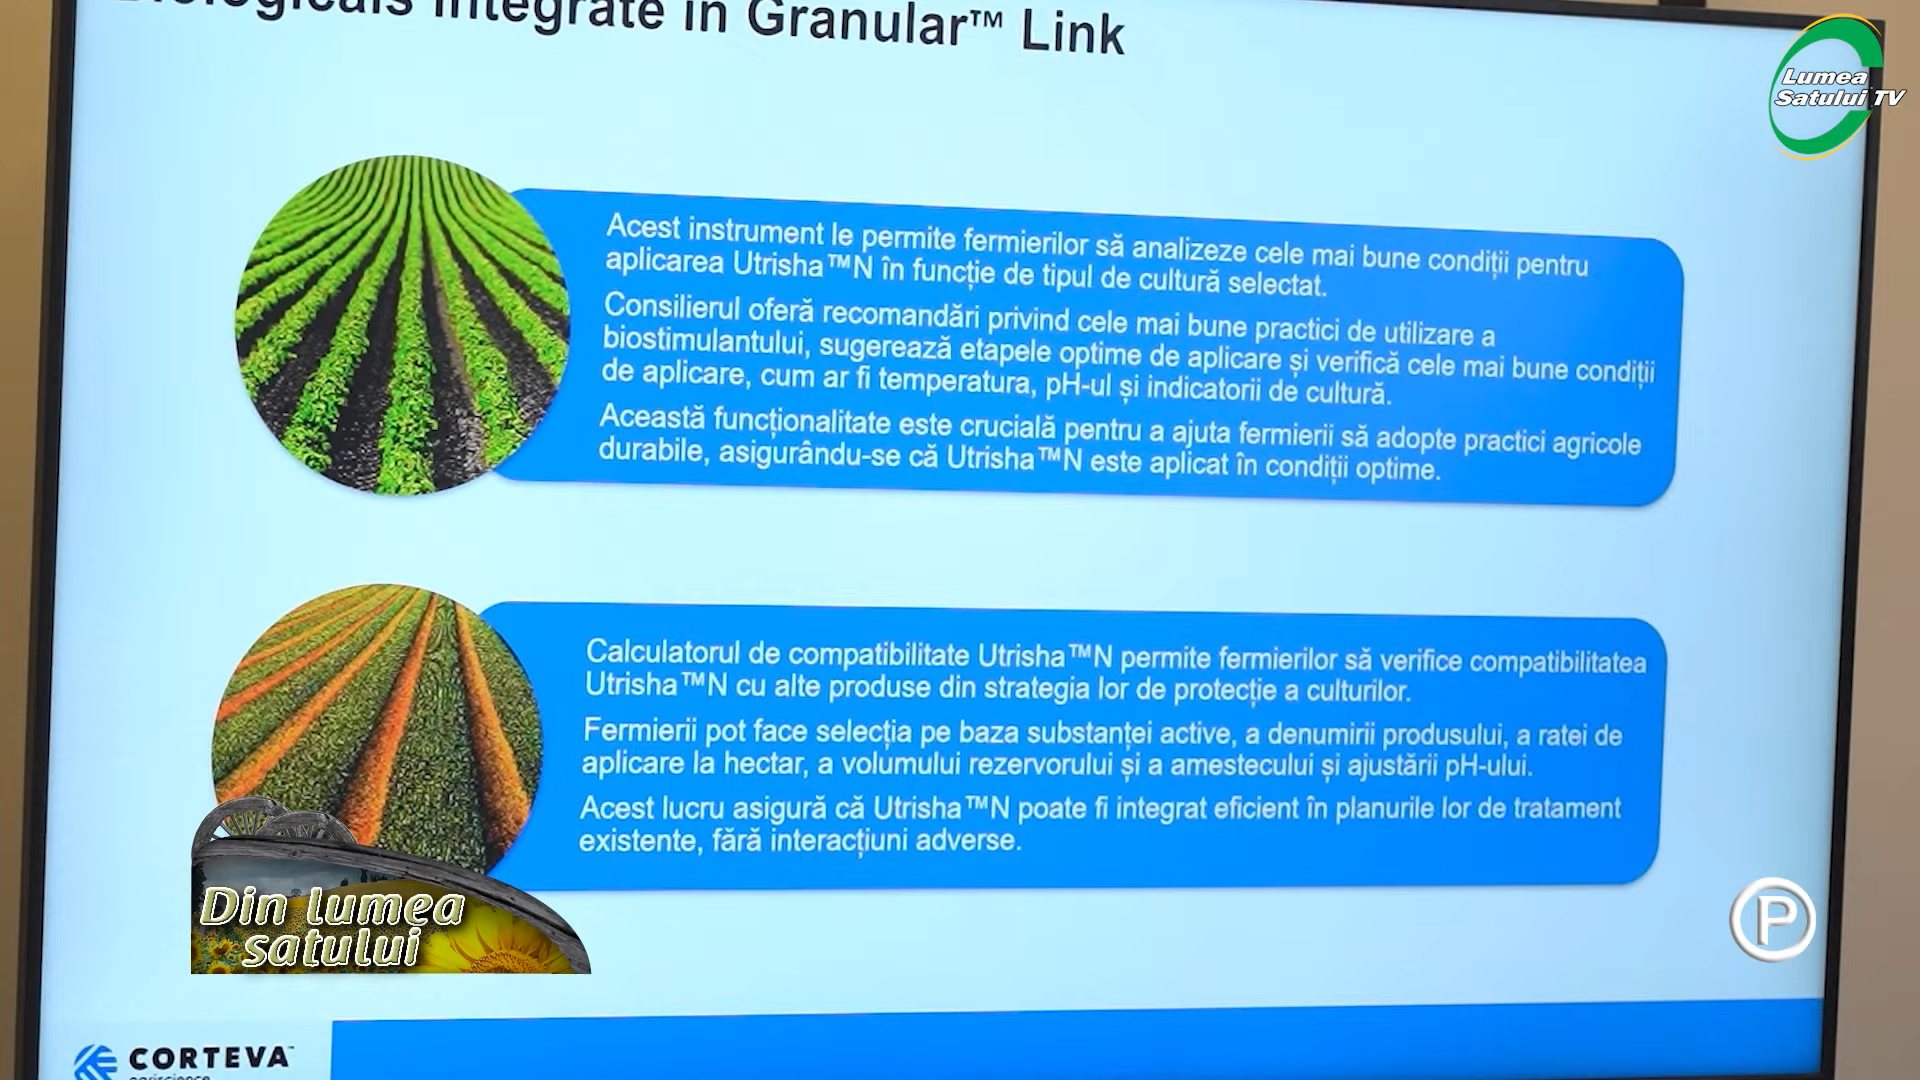 Biologicals integrate în Granular™ Link
Lumea
Satului TV
Acest instrument le permite fermierilor să analizeze cele mai bune condiții pentru
aplicarea Utrisha™N în funcție de tipul de cultură selectat.
Consilierul oferă recomandări privind cele mai bune practici de utilizare a
biostimulantului, sugerează etapele optime de aplicare și verifică cele mai bune condiții
de aplicare, cum ar fi temperatura, pH-ul și indicatorii de cultură.
Această funcționalitate este crucială pentru a ajuta fermierii să adopte practici agricole
durabile, asigurându-se că Utrisha™N este aplicat în condiții optime.
Calculatorul de compatibilitate Utrisha™N permite fermierilor să verifice compatibilitatea
Utrisha™N cu alte produse din strategia lor de protecție a culturilor.
Fermierii pot face selecția pe baza substanței active, a denumirii produsului, a ratei de
aplicare la hectar, a volumului rezervorului și a amestecului și ajustării pH-ului.
Acest lucru asigură că Utrisha™N poate fi integrat eficient în planurile lor de tratament
existente, fără interacțiuni adverse.
Din lumea
satului
P
CORTEVA™
agriscience